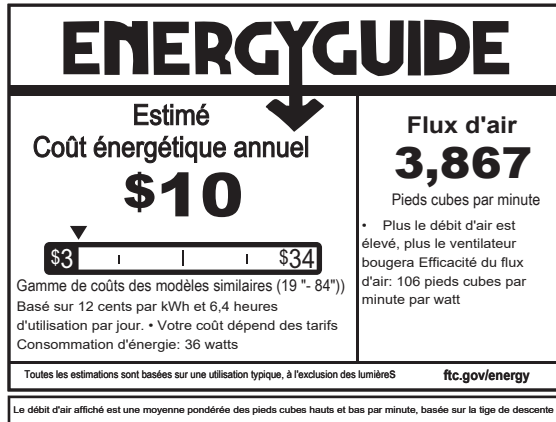 ENERGYGUIDE
Estimé
Coût énergétique annuel
$10
$3
$34
Gamme de coûts des modèles similaires (19 "- 84"))
Basé sur 12 cents par kWh et 6,4 heures
d'utilisation par jour. • Votre coût dépend des tarifs
Consommation d'énergie: 36 watts
Flux d'air
3,867
Pieds cubes par minute
• Plus le débit d'air est
élevé, plus le ventilateur
bougera Efficacité du flux
d'air: 106 pieds cubes par
minute par watt
Toutes les estimations sont basées sur une utilisation typique, à l'exclusion des lumièreS
ftc.gov/energy
Le débit d'air affiché est une moyenne pondérée des pieds cubes hauts et bas par minute, basée sur la tige de descente